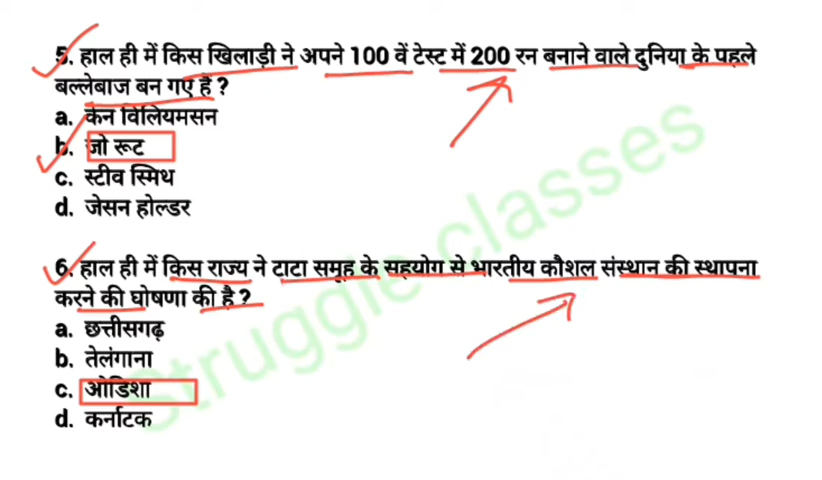 5. हाल ही में किस खिलाड़ी ने अपने 100 वें टेस्ट में 200 रन बनाने वाले दुनिया के पहले
बल्लेबाज बन गए हैं ?
a. केन विलियमसन
b. जो रूट
c. स्टीव स्मिथ
d. जेसन होल्डर
6. हाल ही में किस राज्य ने टाटा समूह के सहयोग से भारतीय कौशल संस्थान की स्थापना
करने की घोषणा की है ?
a. छत्तीसगढ़
b. तेलंगाना
c. ओडिशा
d. कर्नाटक
struggle classes